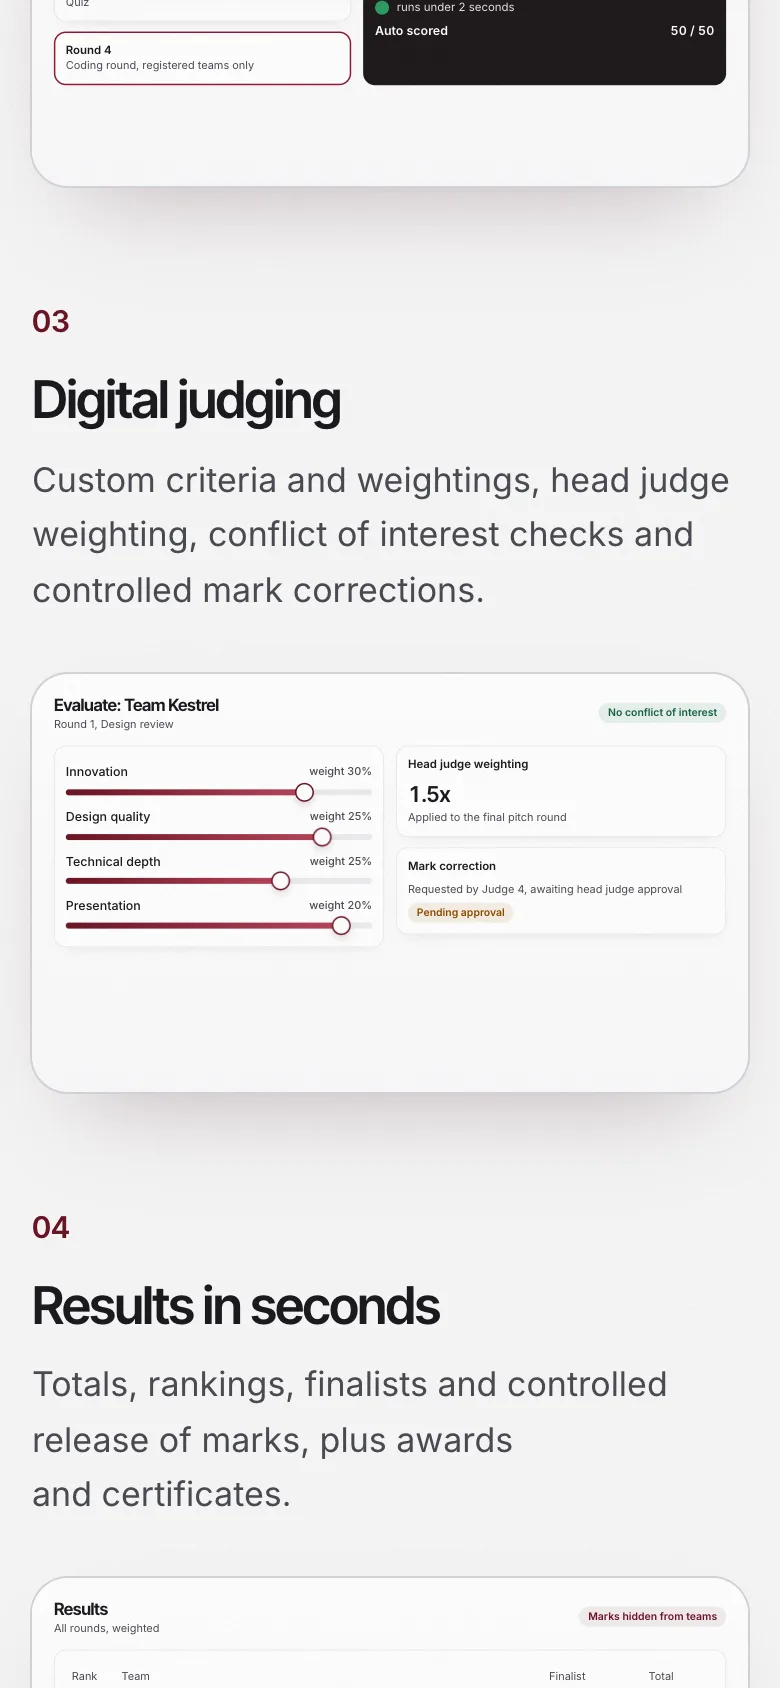 Quiz
runs under 2 seconds
Auto scored 50 / 50
Round 4
Coding round, registered teams only
03
Digital judging
Custom criteria and weightings, head judge
weighting, conflict of interest checks and
controlled mark corrections.
Evaluate: Team Kestrel
Round 1, Design review
No conflict of interest
Innovation weight 30%
Design quality weight 25%
Technical depth weight 25%
Presentation weight 20%
Head judge weighting
1.5x
Applied to the final pitch round
Mark correction
Requested by Judge 4, awaiting head judge approval
Pending approval
04
Results in seconds
Totals, rankings, finalists and controlled
release of marks, plus awards
and certificates.
Results
All rounds, weighted
Marks hidden from teams
Rank Team Finalist Total